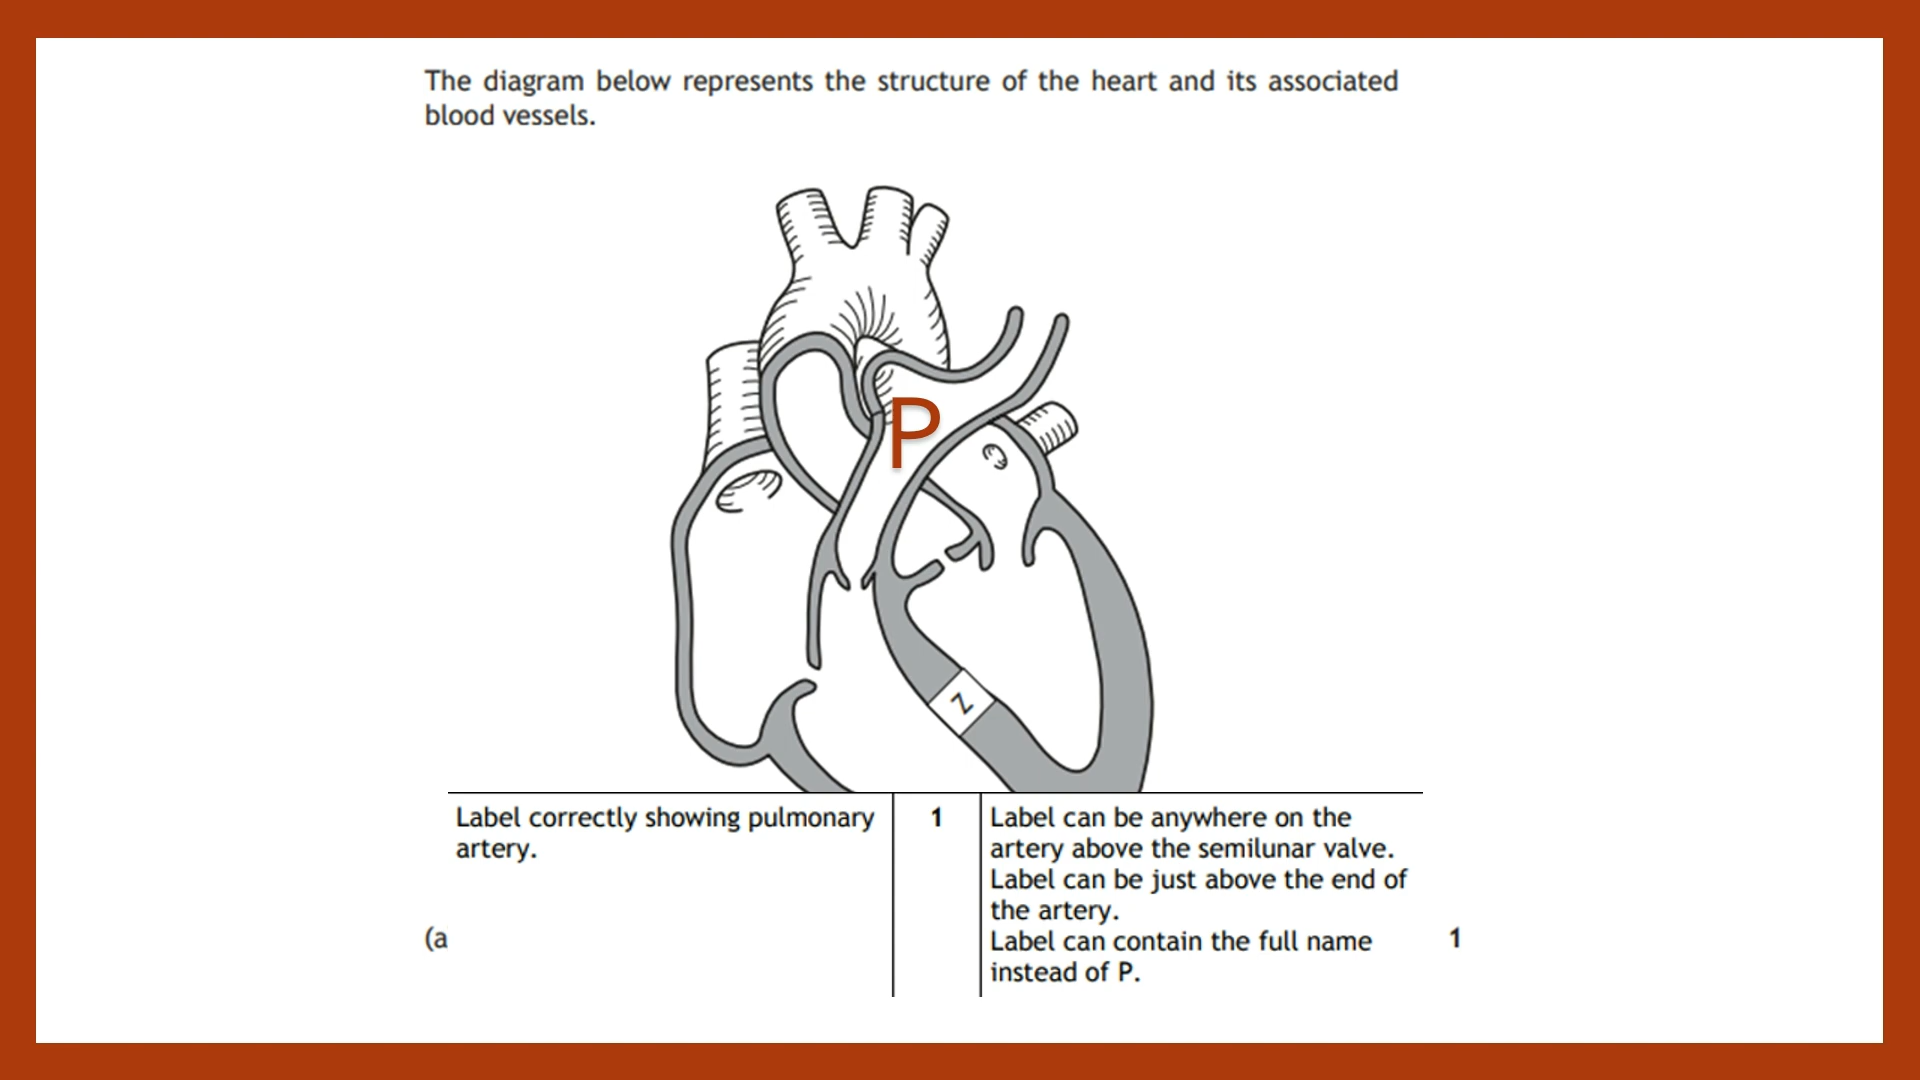 The diagram below represents the structure of the heart and its associated
blood vessels.
P
Z
Label correctly showing pulmonary
artery.
1
Label can be anywhere on the
artery above the semilunar valve.
Label can be just above the end of
the artery.
Label can contain the full name
instead of P.
(a
1